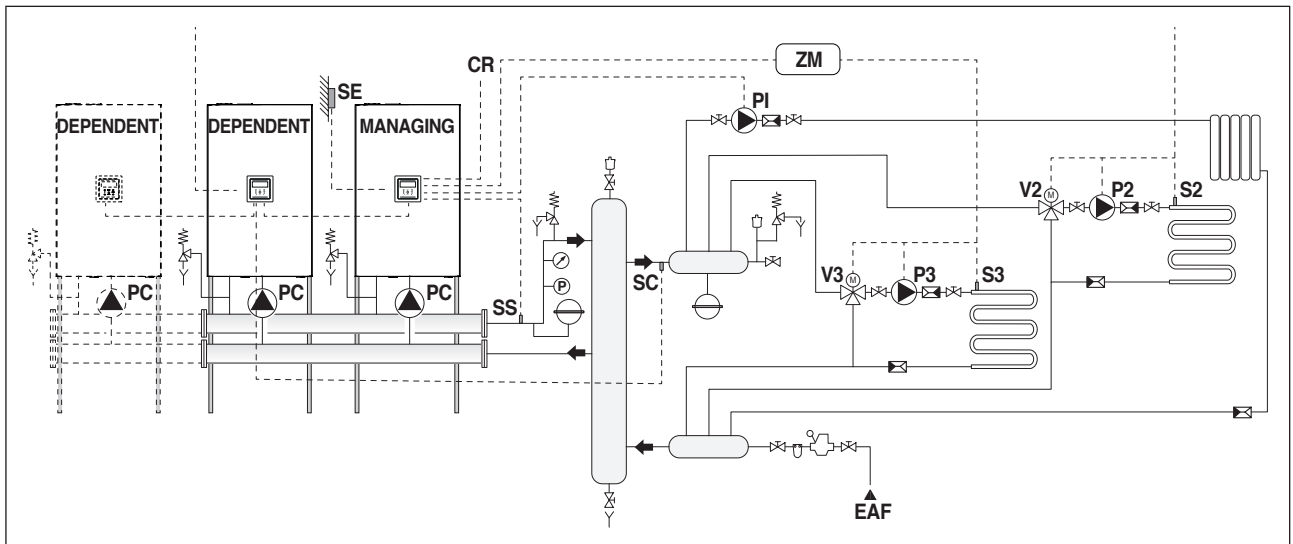 ZM
CR
SE
PI
DEPENDENT
DEPENDENT
MANAGING
V2
P2
S2
V3
P3
S3
SC
PC
PC
PC
SS
P
M
M
EAF